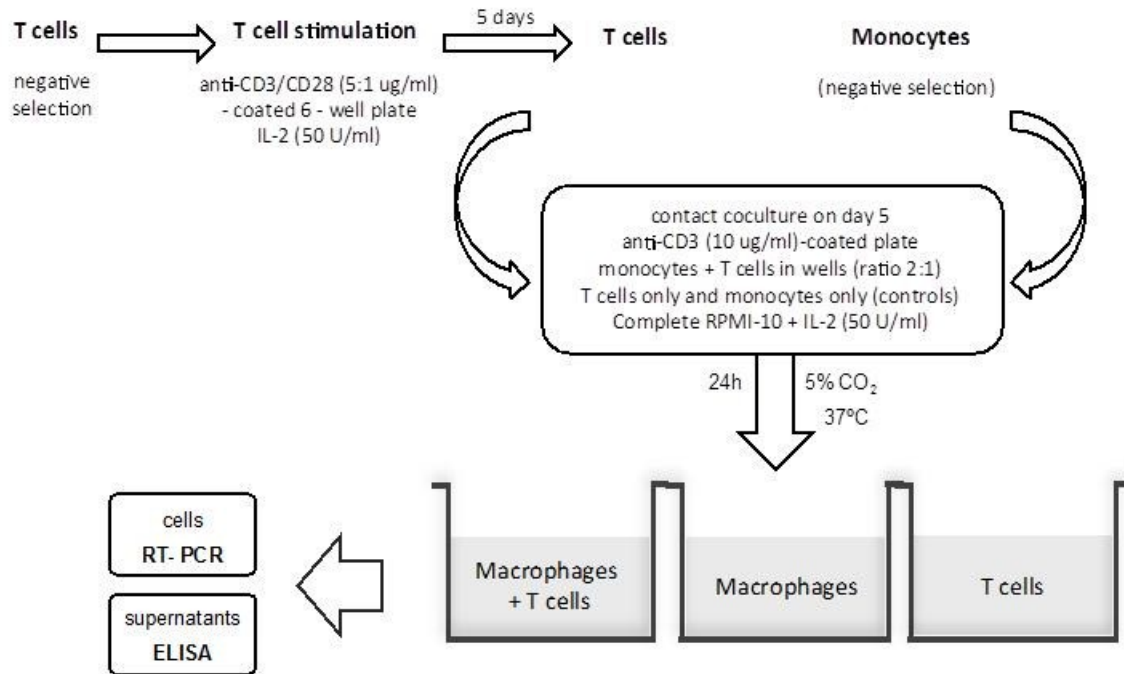 T cells
negative
selection
T cell stimulation
anti-CD3/CD28 (5:1 ug/ml)
- coated 6 - well plate
IL-2 (50 U/ml)
5 days
T cells
Monocytes
(negative selection)
contact coculture on day 5
anti-CD3 (10 ug/ml)-coated plate
monocytes + T cells in wells (ratio 2:1)
T cells only and monocytes only (controls)
Complete RPMI-10 + IL-2 (50 U/ml)
24h
5% CO₂
37ºC
cells
RT- PCR
supernatants
ELISA
Macrophages
+ T cells
Macrophages
T cells